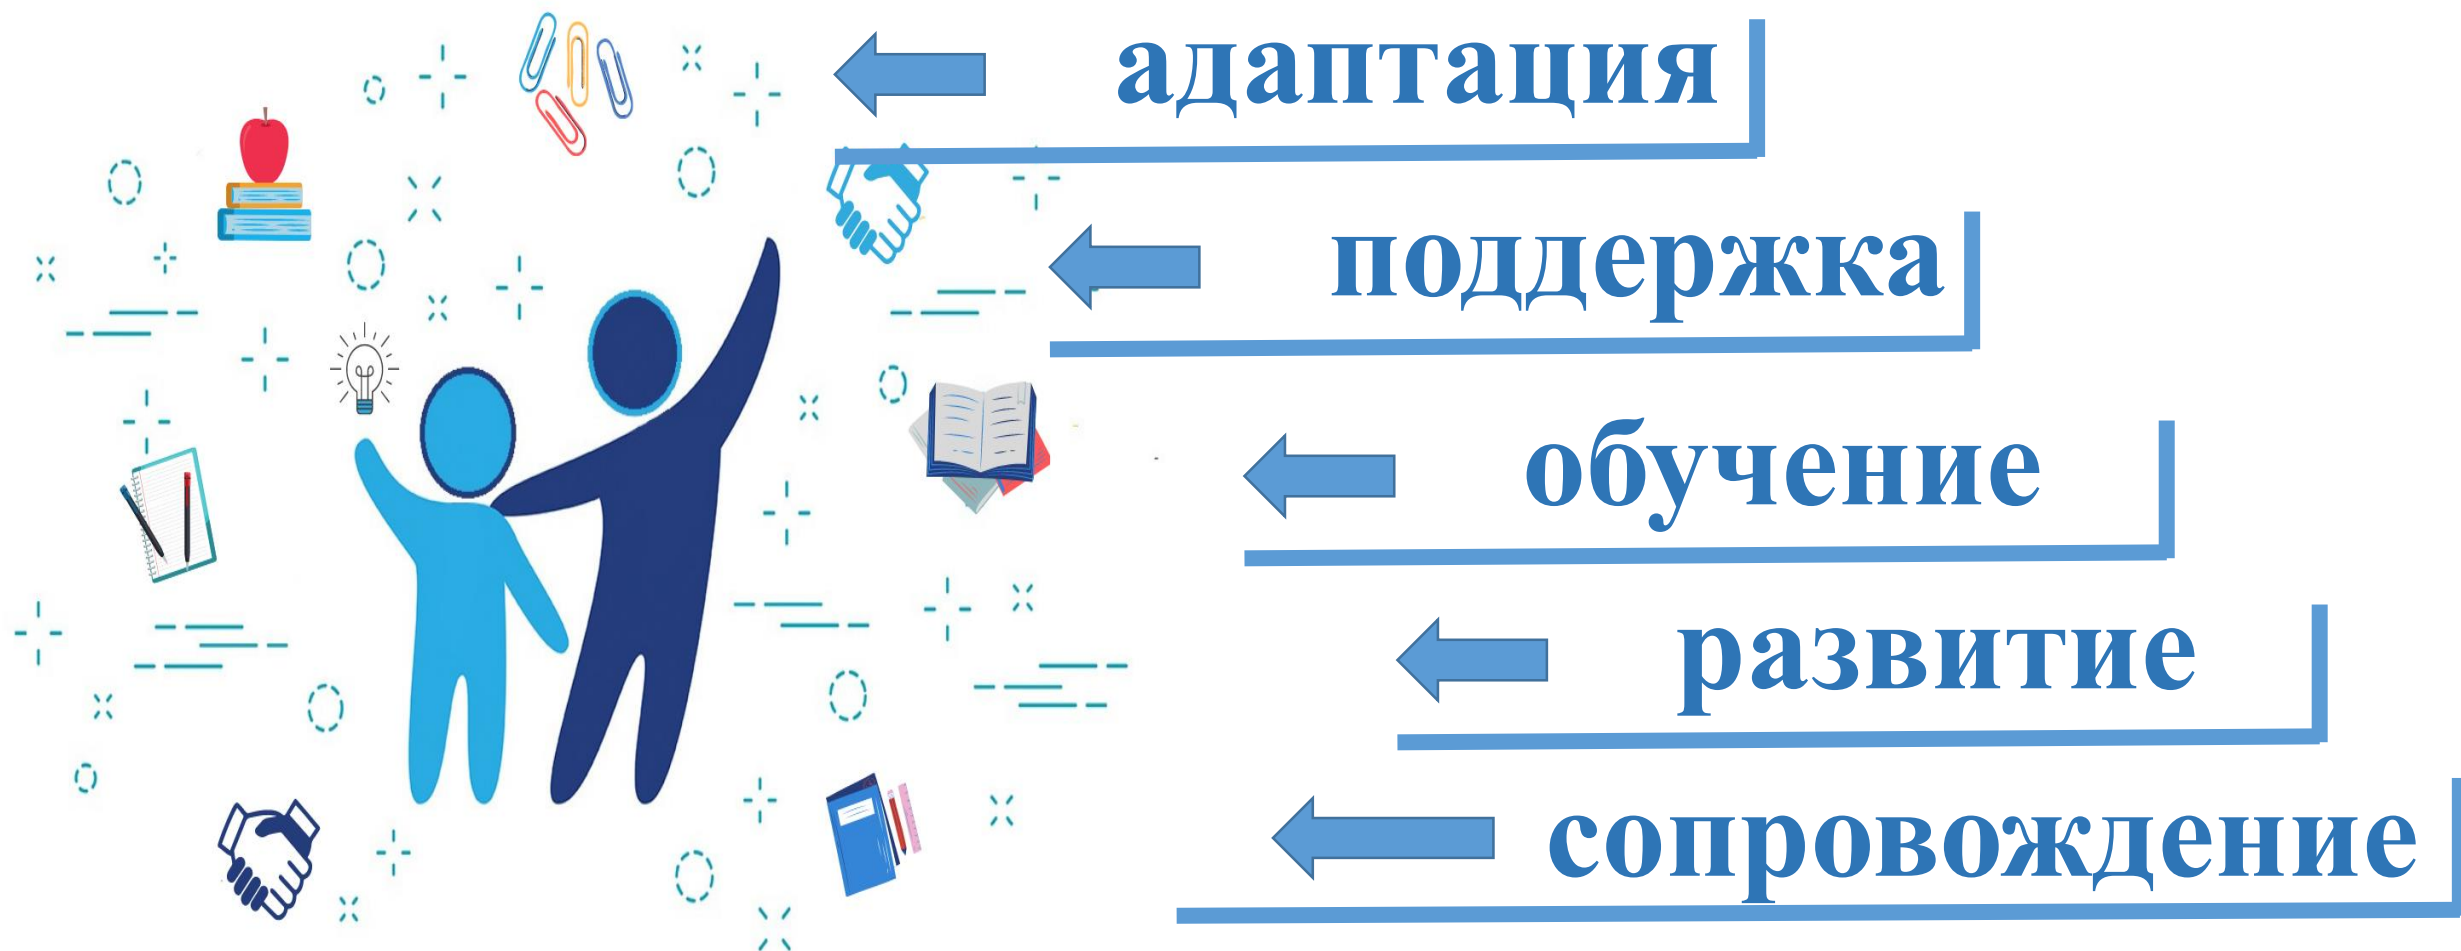 адаптация
поддержка
обучение
развитие
сопровождение